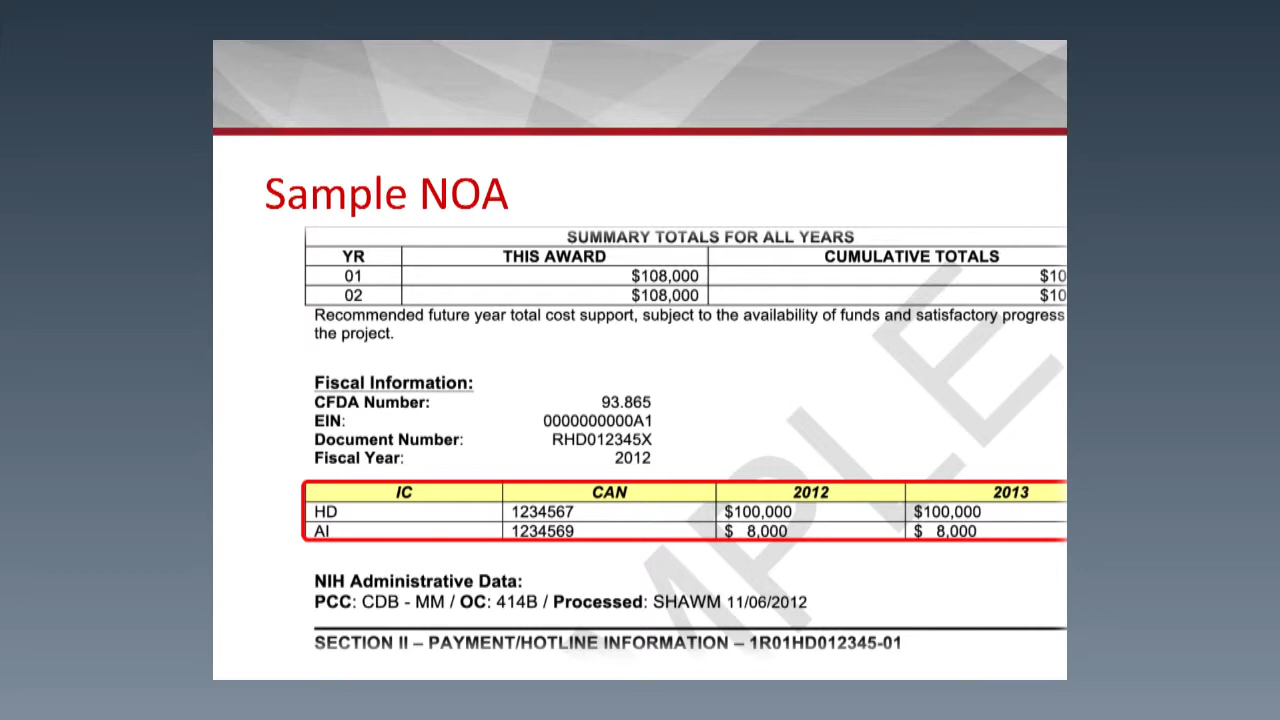 Sample NOA
SUMMARY TOTALS FOR ALL YEARS
YR THIS AWARD CUMULATIVE TOTALS
01 $108,000 $10
02 $108,000 $10
Recommended future year total cost support, subject to the availability of funds and satisfactory progress
the project.
Fiscal Information:
CFDA Number: 93.865
EIN: 0000000000A1
Document Number: RHD012345X
Fiscal Year: 2012
IC CAN 2012 2013
HD 1234567 $100,000 $100,000
AI 1234569 $ 8,000 $ 8,000
NIH Administrative Data:
PCC: CDB - MM / OC: 414B / Processed: SHAWM 11/06/2012
SECTION II – PAYMENT/HOTLINE INFORMATION – 1R01HD012345-01
MPLE